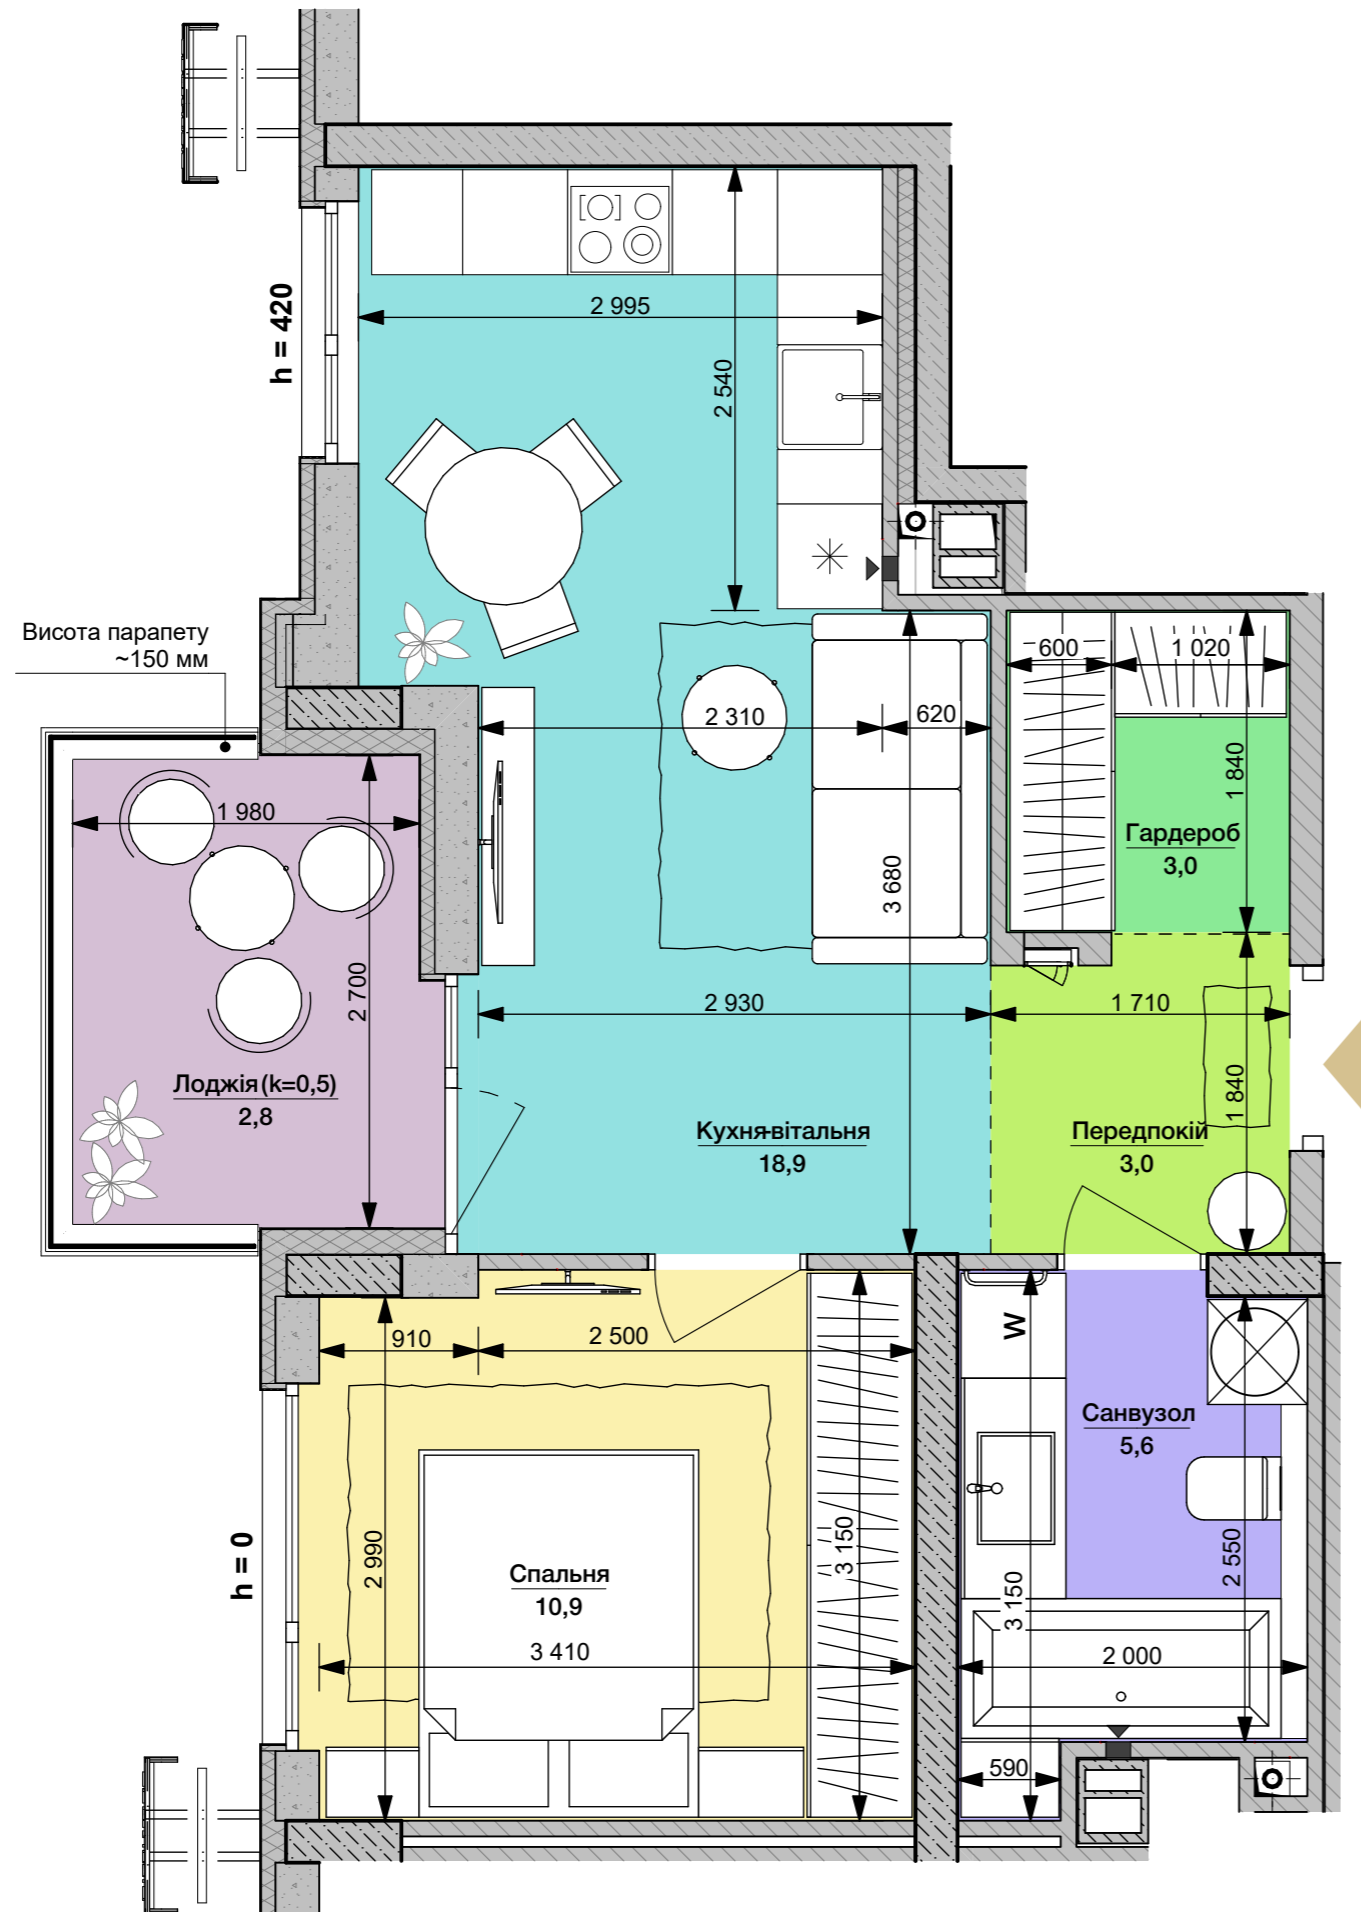 h = 420
2 995
2 540
Висота парапету
~150 мм
600
1 020
2 310
620
1 840
1 980
Гардероб
3,0
3 680
2 700
2 930
1 710
Лоджія(k=0,5)
2,8
1 840
Кухня-вітальня
18,9
Передпокій
3,0
910
2 500
W
Санвузол
5,6
h = 0
2 990
3 150
2 550
Спальня
10,9
3 150
3 410
2 000
590